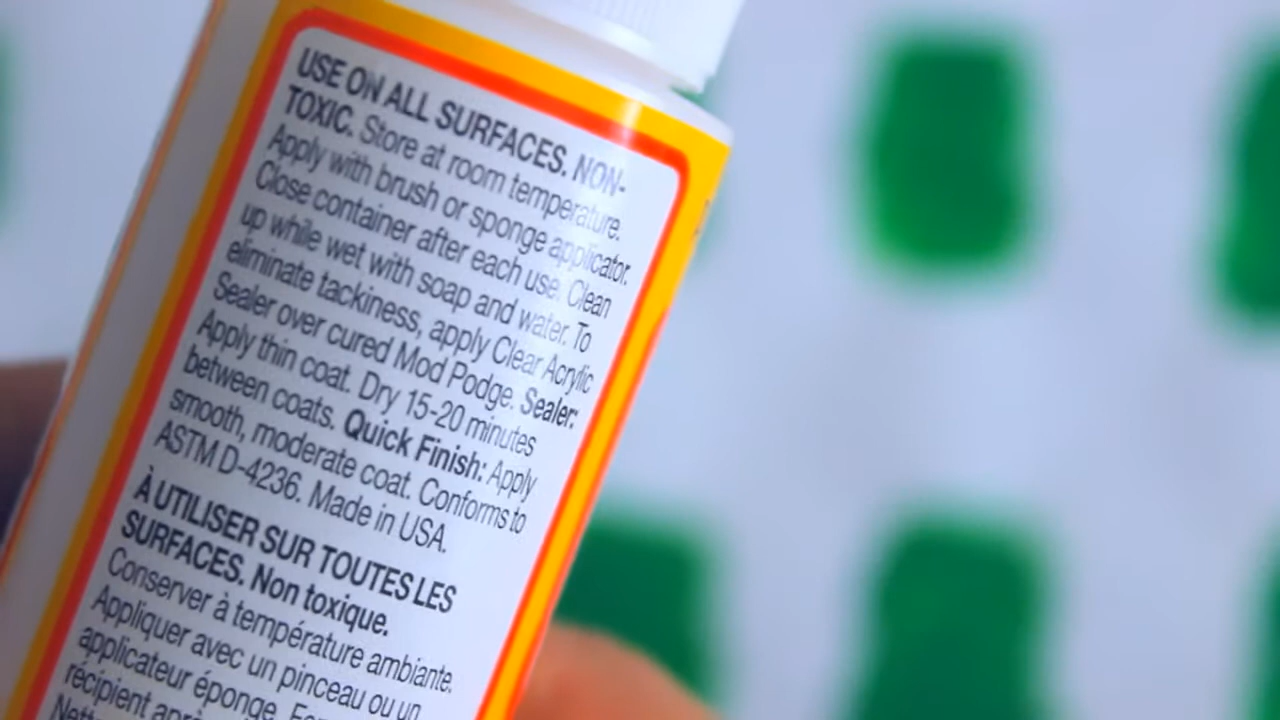 USE ON ALL SURFACES. NON-
TOXIC. Store at room temperature.
Apply with brush or sponge applicator.
Close container after each use. Clean
up while wet with soap and water. To
eliminate tackiness, apply Clear Acrylic
Sealer over cured Mod Podge. Sealer:
Apply thin coat. Dry 15-20 minutes
between coats. Quick Finish: Apply
smooth, moderate coat. Conforms to
ASTM D-4236. Made in USA.
À UTILISER SUR TOUTES LES
SURFACES. Non toxique.
Conserver à température ambiante.
Appliquer avec un pinceau ou un
applicateur éponge.
récipient